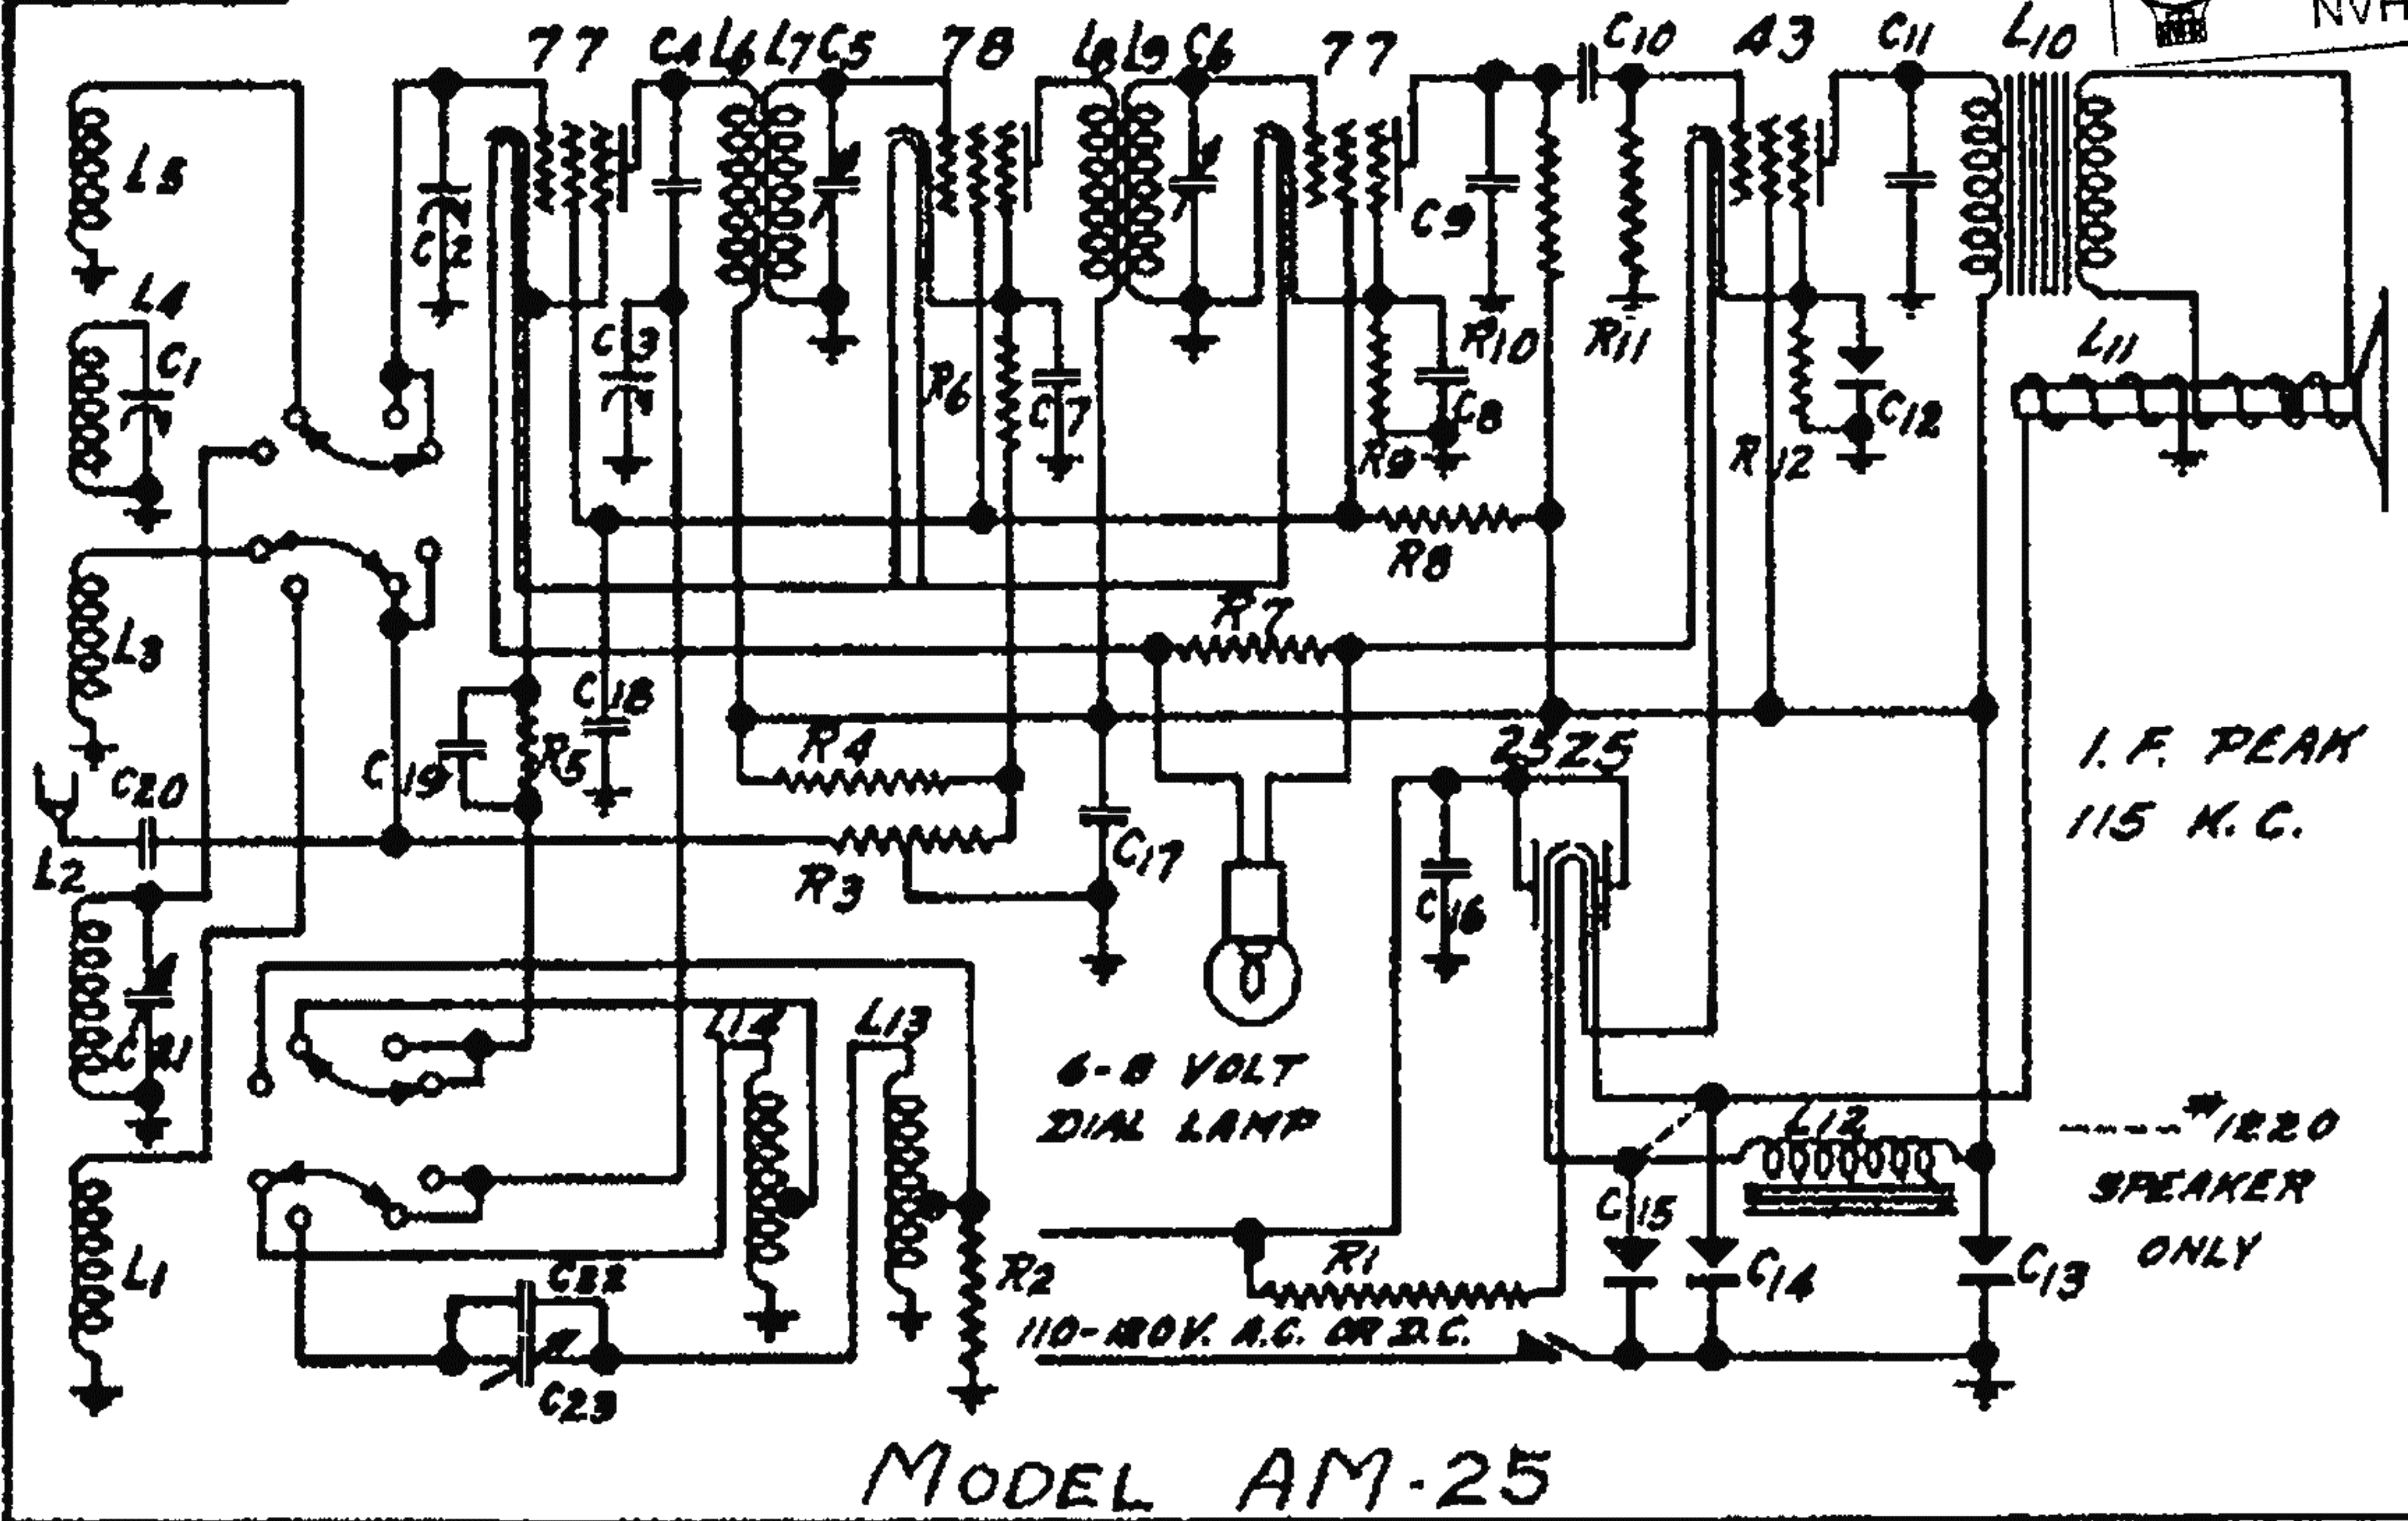 77 C4 L6 L7 C5 78 L8 L9 C6 77 C10 43 C11 L10
L5
C2
L4
C1
C3
R6
C7
C9
R10
R11
C8
R9
R12
C12
L11
R8
L3
R7
C18
C19
R5
R4
25Z5
I.F. PEAK
115 K.C.
C20
L2
R3
C17
C16
C21
L14
L13
6-8 VOLT
DIAL LAMP
L12
#1220
SPEAKER
ONLY
L1
C22
C23
R2
R1
C15
C14
C13
110-120V. A.C. OR D.C.
MODEL AM-25